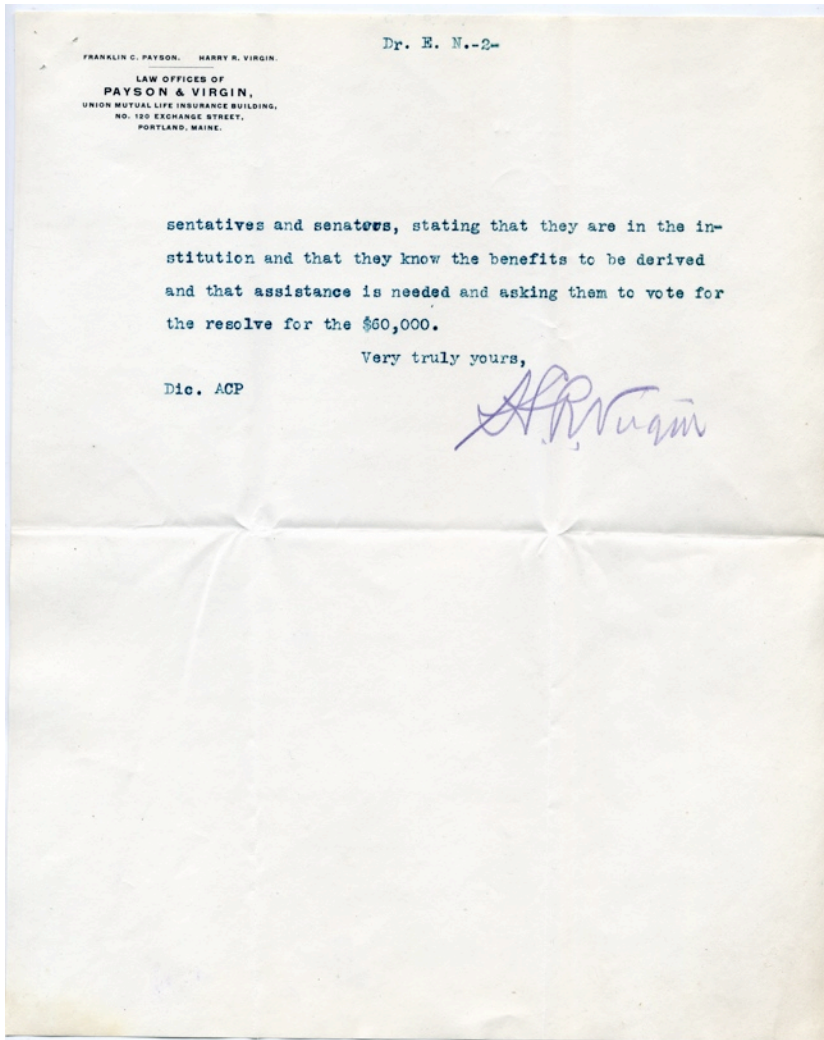 Dr. E. N.-2-
FRANKLIN C. PAYSON. HARRY R. VIRGIN.
LAW OFFICES OF
PAYSON & VIRGIN,
UNION MUTUAL LIFE INSURANCE BUILDING,
NO. 120 EXCHANGE STREET,
PORTLAND, MAINE.
sentatives and senators, stating that they are in the in-
stitution and that they know the benefits to be derived
and that assistance is needed and asking them to vote for
the resolve for the $60,000.
Very truly yours,
Dic. ACP
H. R. Virgin